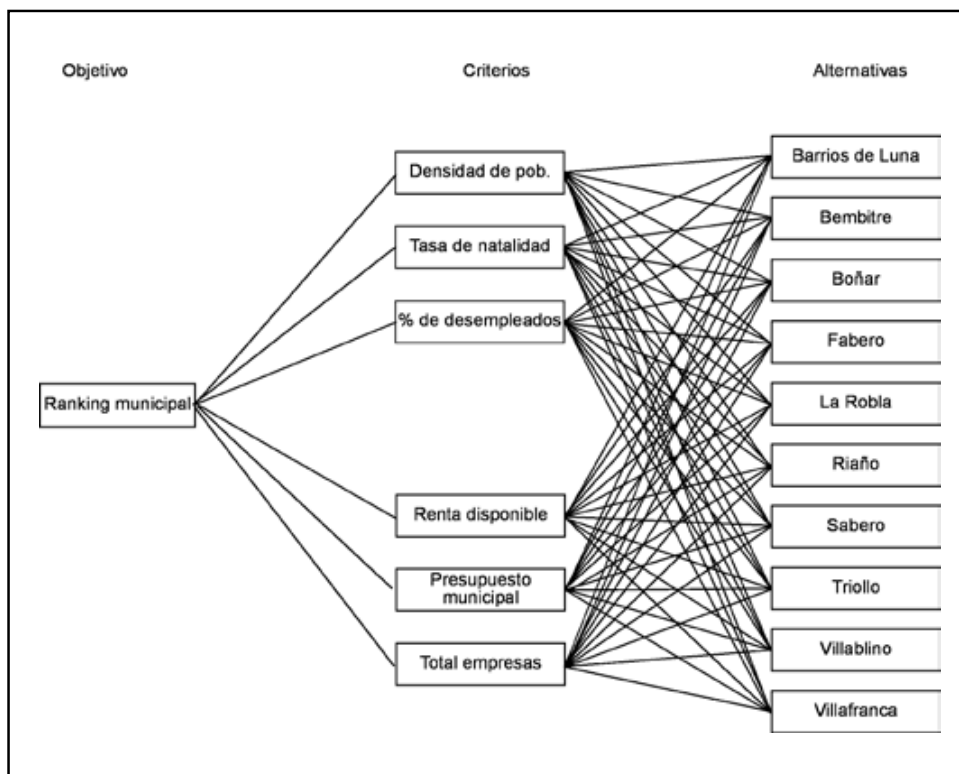 Objetivo
Criterios
Alternativas
Ranking municipal
Densidad de pob.
Tasa de natalidad
% de desempleados
Renta disponible
Presupuesto
municipal
Total empresas
Barrios de Luna
Bembitre
Boñar
Fabero
La Robla
Riaño
Sabero
Triollo
Villablino
Villafranca